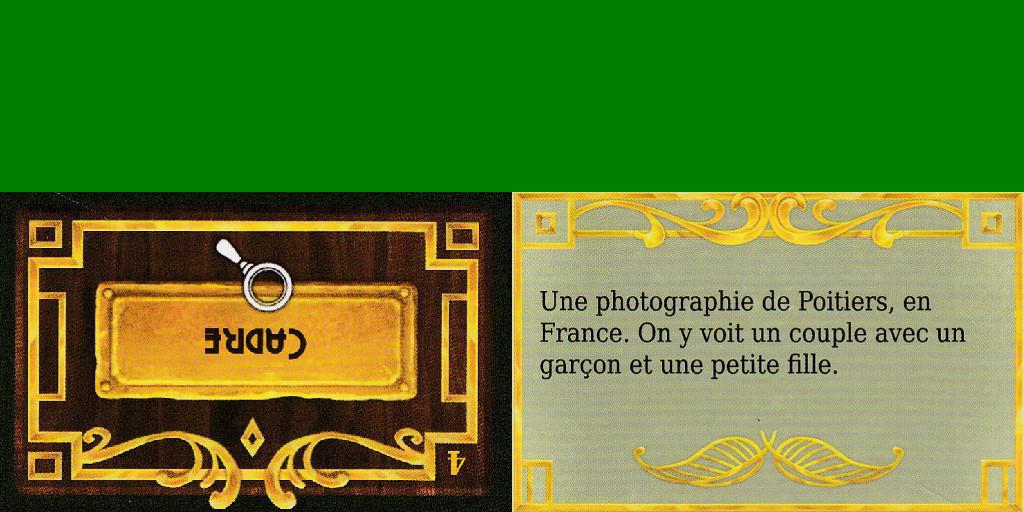 CADRE
4
Une photographie de Poitiers, en
France. On y voit un couple avec un
garçon et une petite fille.